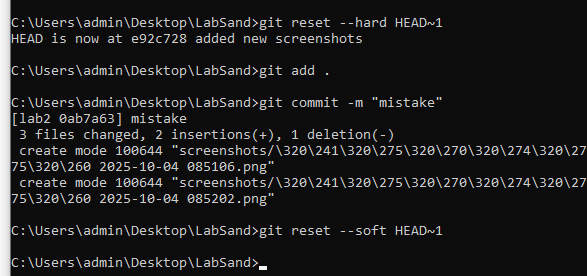 C:\Users\admin\Desktop\LabSand>git reset --hard HEAD~1
HEAD is now at e92c728 added new screenshots
C:\Users\admin\Desktop\LabSand>git add .
C:\Users\admin\Desktop\LabSand>git commit -m "mistake"
[lab2 0ab7a63] mistake
 3 files changed, 2 insertions(+), 1 deletion(-)
 create mode 100644 "screenshots/\320\241\320\275\320\270\320\274\320\2
75\320\260 2025-10-04 085106.png"
 create mode 100644 "screenshots/\320\241\320\275\320\270\320\274\320\2
75\320\260 2025-10-04 085202.png"
C:\Users\admin\Desktop\LabSand>git reset --soft HEAD~1
C:\Users\admin\Desktop\LabSand>